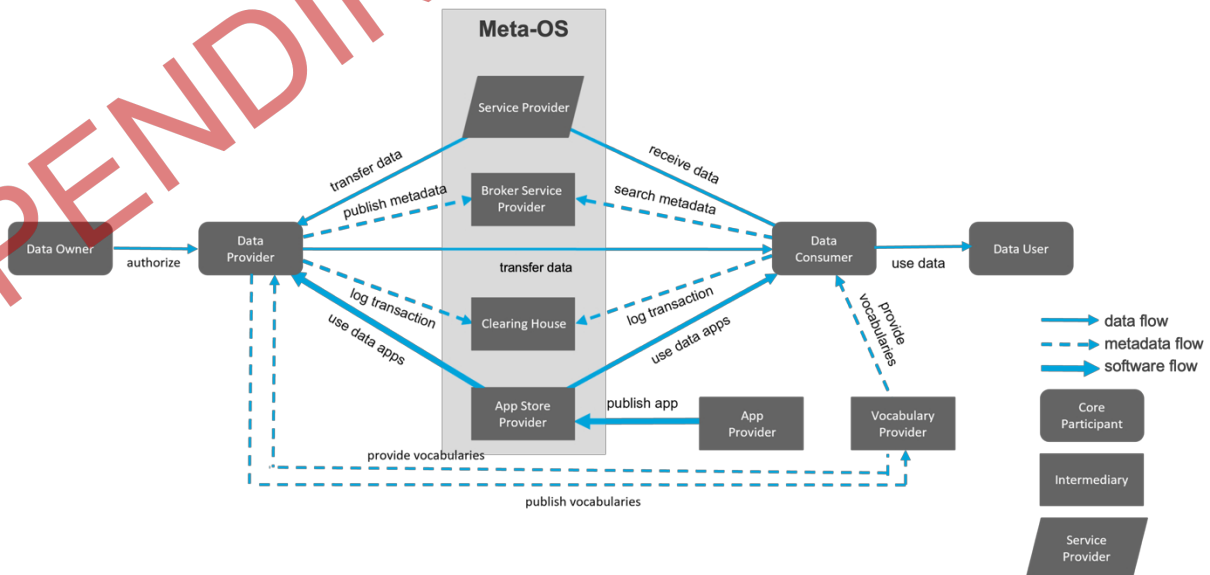 PENDIN
Meta-OS
Service Provider
transfer data
receive data
publish metadata
Broker Service
Provider
search metadata
Data Owner
authorize
Data
Provider
transfer data
Data
Consumer
use data
Data User
log transaction
Clearing House
log transaction
use data apps
use data apps
provide
vocabularies
App Store
Provider
publish app
App
Provider
Vocabulary
Provider
provide vocabularies
publish vocabularies
data flow
metadata flow
software flow
Core
Participant
Intermediary
Service
Provider